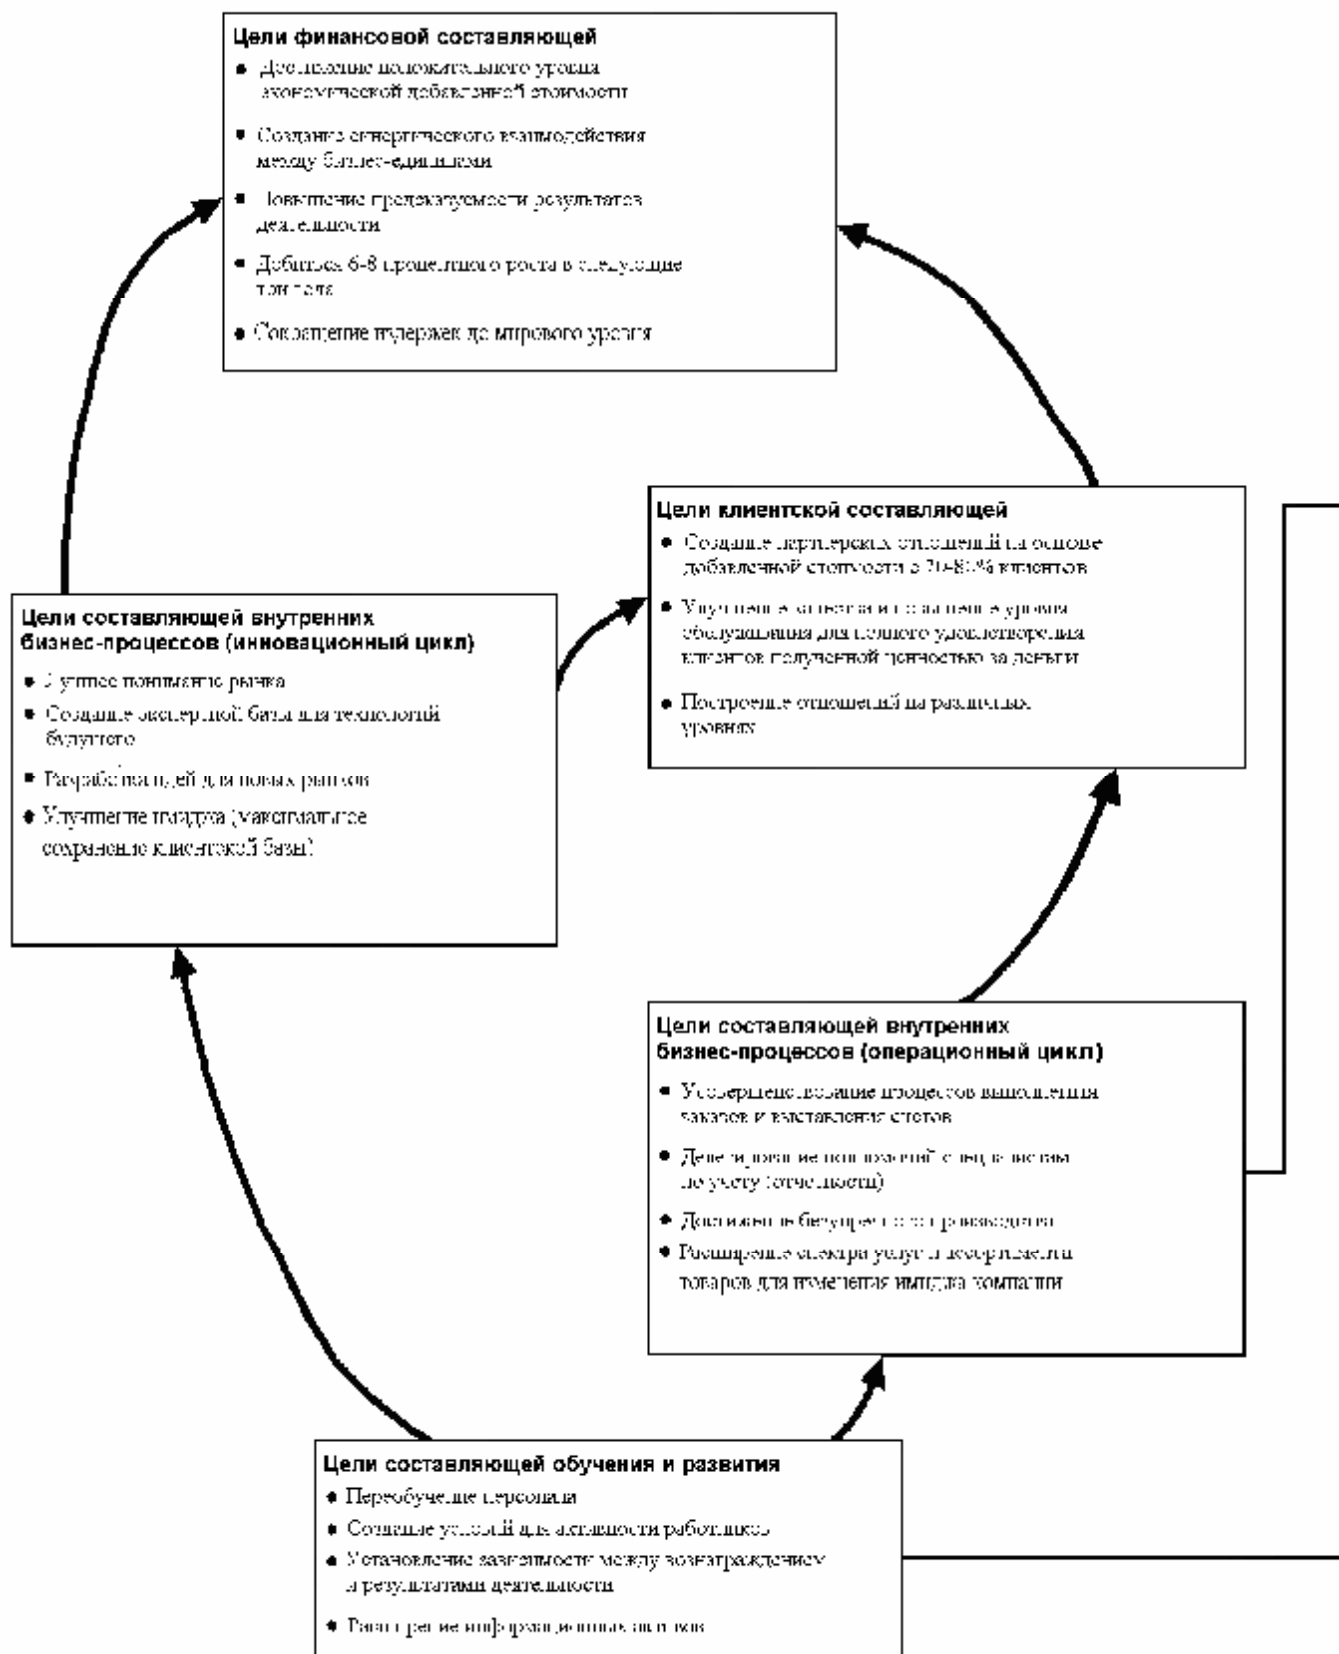 Цели финансовой составляющей
Достижение положительного уровня
экономической добавленной стоимости
Создание синергического взаимодействия
между бизнес-единицами
Повышение предсказуемости результатов
деятельности
Добиться 6-8 процентного роста в следующие
три года
Сокращение издержек до мирового уровня
Цели клиентской составляющей
Создание партнерских отношений на основе
добавленной стоимости с клиентов
Улучшение качества и повышение уровня
обслуживания для полного удовлетворения
клиентов полученной ценностью за деньги
Построение отношений на различных
уровнях
Цели составляющей внутренних
бизнес-процессов (инновационный цикл)
Лучшее понимание рынка
Создание экспертной базы для технологий
будущего
Разработка идей для новых рынков
Улучшение имиджа (максимальное
сохранение клиентской базы)
Цели составляющей внутренних
бизнес-процессов (операционный цикл)
Усовершенствование процессов выполнения
заказов и выставления счетов
Делегирование полномочий специалистам
по учету (отчетности)
Достижение безупречного производства
Расширение спектра услуг и ассортимента
товаров для изменения имиджа компании
Цели составляющей обучения и развития
Переобучение персонала
Создание условий для активности работников
Установление зависимости между вознаграждением
и результатами деятельности
Расширение информационных активов